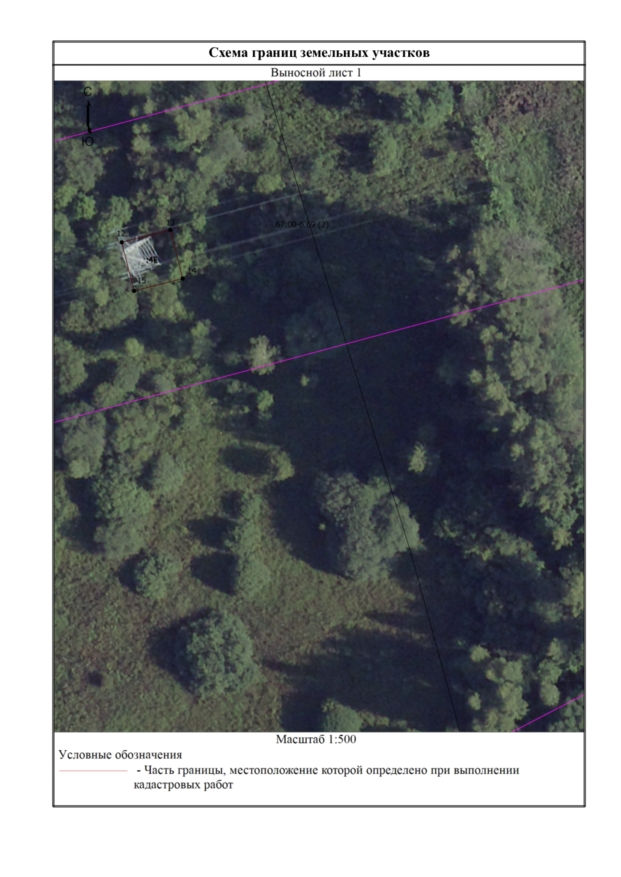 Схема границ земельных участков
Выносной лист 1
С
Ю
Масштаб 1:500
Условные обозначения
- Часть границы, местоположение которой определено при выполнении
кадастровых работ